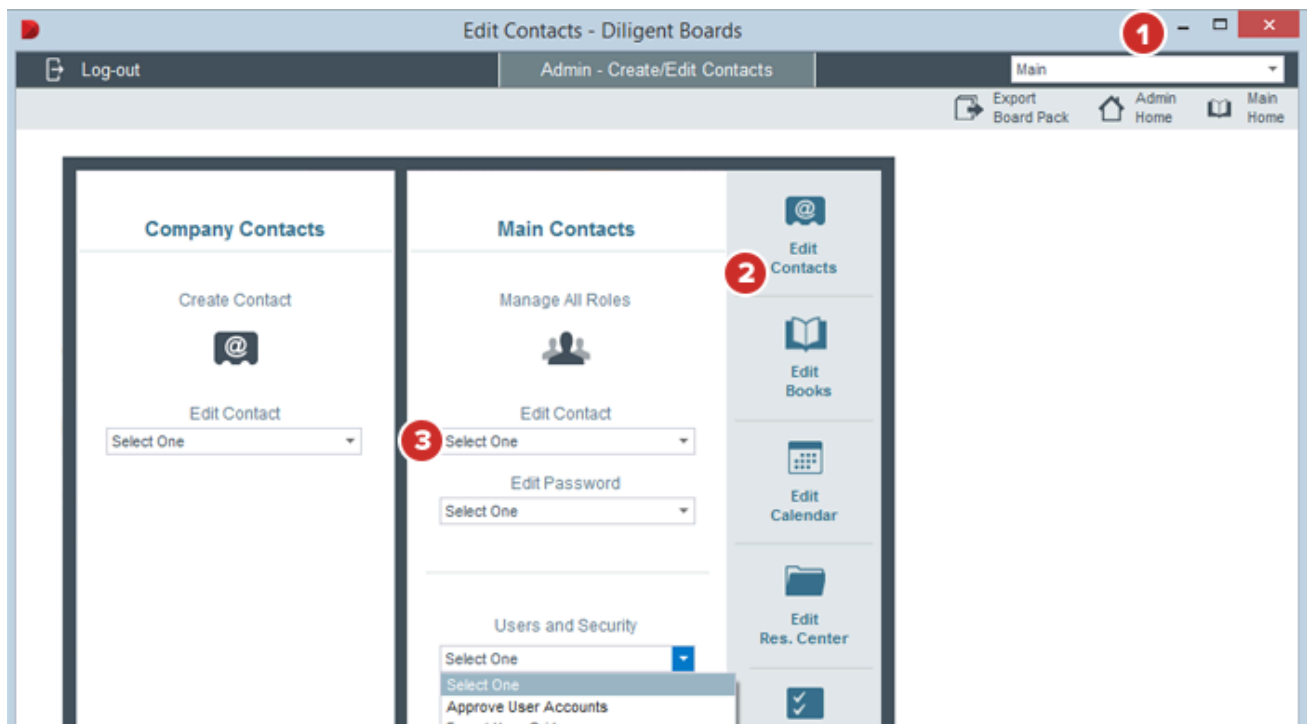 Edit Contacts - Diligent Boards
1
Log-out
Admin - Create/Edit Contacts
Main
Export
Board Pack
Admin
Home
Main
Home
Company Contacts
Create Contact
@
Edit Contact
Select One
Main Contacts
Manage All Roles
Edit Contact
3
Select One
Edit Password
Select One
Users and Security
Select One
Select One
Approve User Accounts
@
Edit
Contacts
2
Edit
Books
Edit
Calendar
Edit
Res. Center